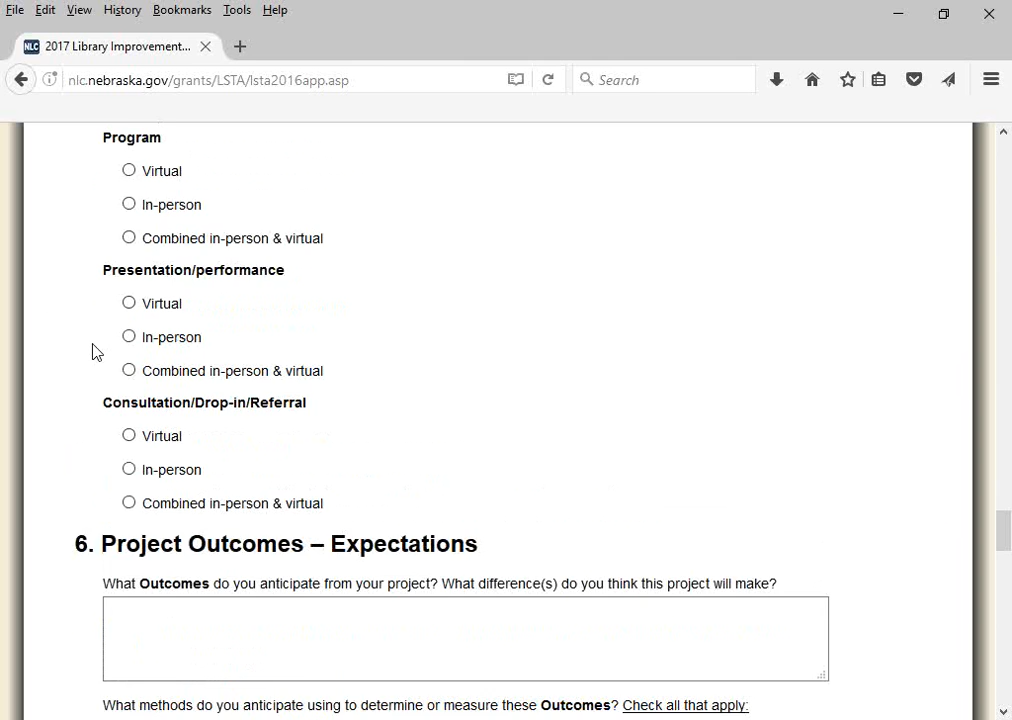 File Edit View History Bookmarks Tools Help
NLC 2017 Library Improvement...
nlc.nebraska.gov/grants/LSTA/lsta2016app.asp Search
Program
Virtual
In-person
Combined in-person & virtual
Presentation/performance
Virtual
In-person
Combined in-person & virtual
Consultation/Drop-in/Referral
Virtual
In-person
Combined in-person & virtual
6. Project Outcomes – Expectations
What Outcomes do you anticipate from your project? What difference(s) do you think this project will make?
What methods do you anticipate using to determine or measure these Outcomes? Check all that apply: